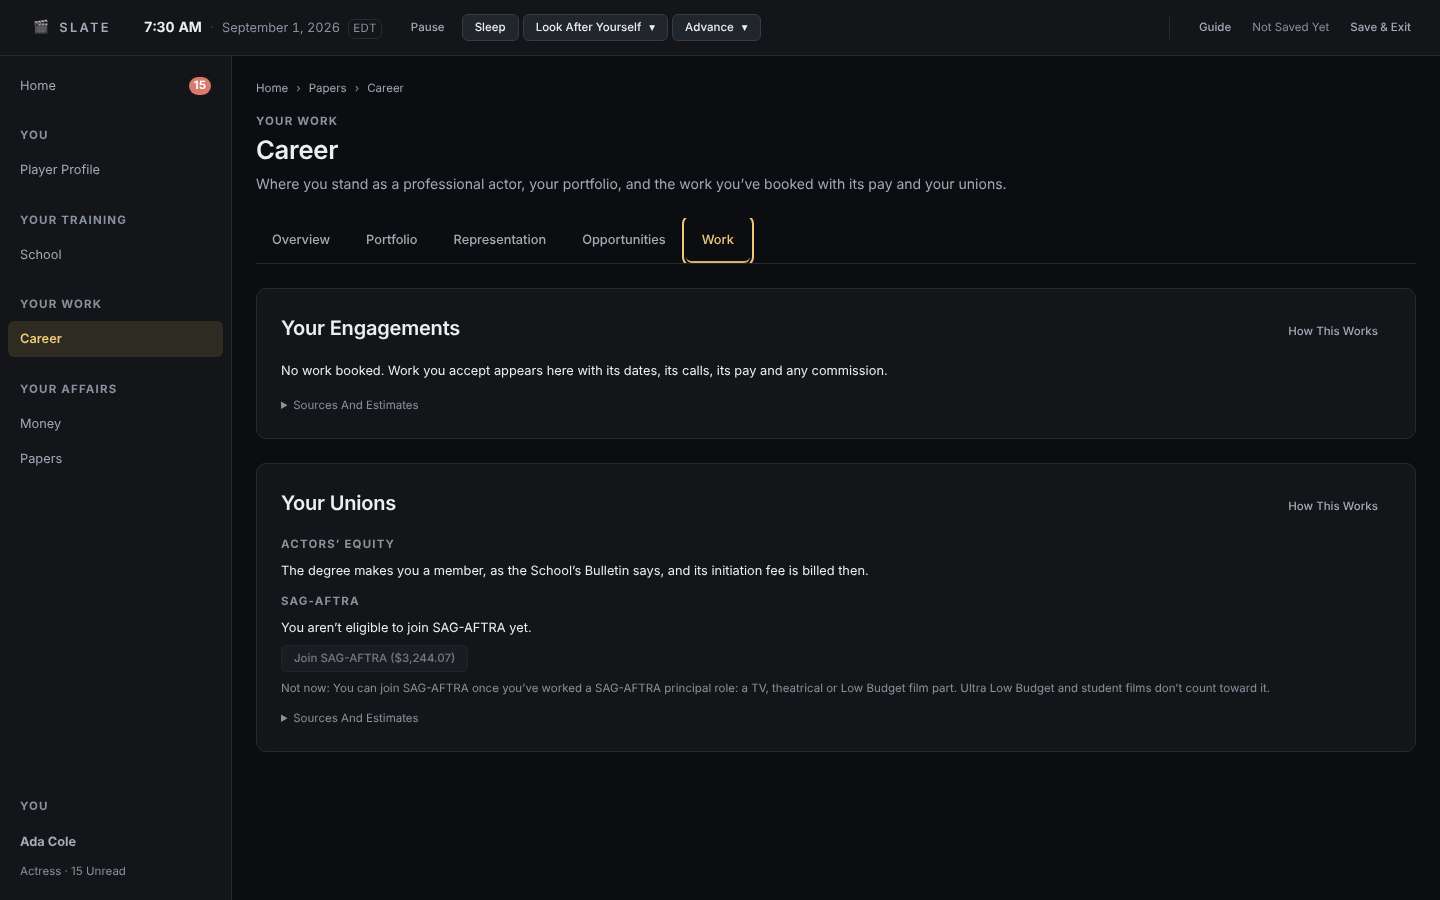 SLATE
7:30 AM · September 1, 2026 EDT
Pause
Sleep
Look After Yourself ▾
Advance ▾
Guide
Not Saved Yet
Save & Exit
Home
15
YOU
Player Profile
YOUR TRAINING
School
YOUR WORK
Career
YOUR AFFAIRS
Money
Papers
YOU
Ada Cole
Actress · 15 Unread
Home › Papers › Career
YOUR WORK
Career
Where you stand as a professional actor, your portfolio, and the work you’ve booked with its pay and your unions.
Overview
Portfolio
Representation
Opportunities
Work
Your Engagements
How This Works
No work booked. Work you accept appears here with its dates, its calls, its pay and any commission.
▶ Sources And Estimates
Your Unions
How This Works
ACTORS’ EQUITY
The degree makes you a member, as the School’s Bulletin says, and its initiation fee is billed then.
SAG-AFTRA
You aren’t eligible to join SAG-AFTRA yet.
Join SAG-AFTRA ($3,244.07)
Not now: You can join SAG-AFTRA once you’ve worked a SAG-AFTRA principal role: a TV, theatrical or Low Budget film part. Ultra Low Budget and student films don’t count toward it.
▶ Sources And Estimates